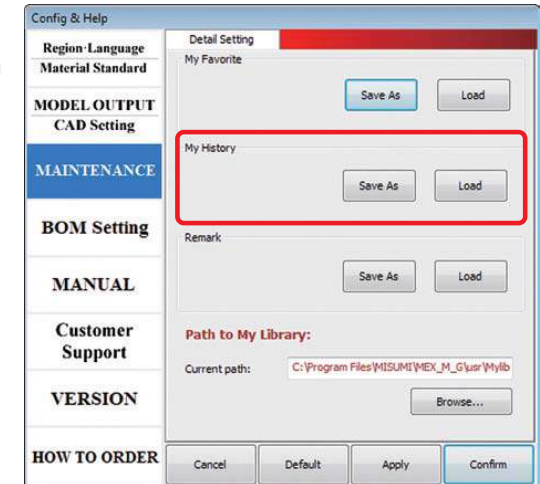 Config & Help
Region·Language
Material Standard
MODEL OUTPUT
CAD Setting
MAINTENANCE
BOM Setting
MANUAL
Customer
Support
VERSION
HOW TO ORDER
Detail Setting
My Favorite
Save As
Load
My History
Save As
Load
Remark
Save As
Load
Path to My Library:
Current path:
C:\Program Files\MISUMI\MEX_M_G\usr\Mylib
Browse...
Cancel
Default
Apply
Confirm